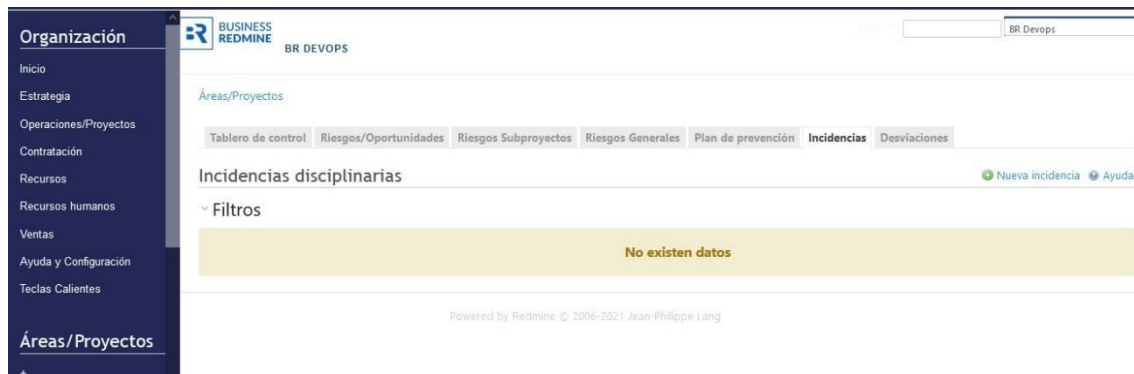 Organización
Inicio
Estrategia
Operaciones/Proyectos
Contratación
Recursos
Recursos humanos
Ventas
Ayuda y Configuración
Teclas Calientes
Áreas/Proyectos
BUSINESS
REDMINE
BR DEVOPS
BR Devops
Áreas/Proyectos
Tablero de control Riesgos/Oportunidades Riesgos Subproyectos Riesgos Generales Plan de prevención Incidencias Desviaciones
Incidencias disciplinarias
Nueva incidencia Ayuda
Filtros
No existen datos
Powered by Redmine © 2006-2021 Jean-Philippe Lang